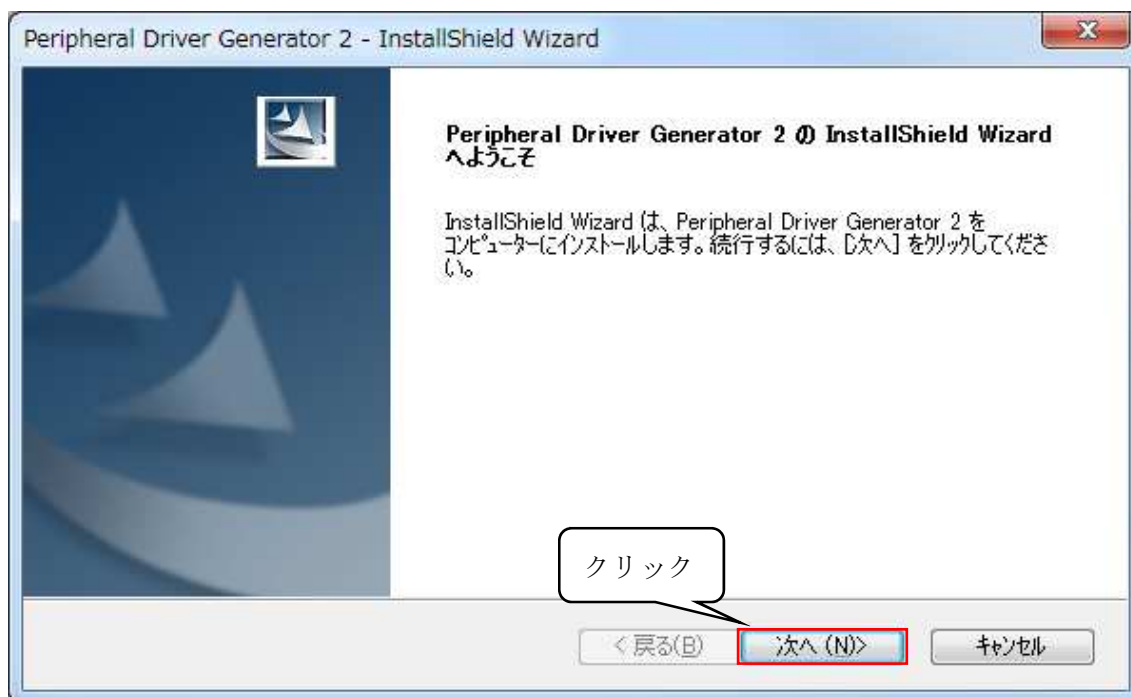 Peripheral Driver Generator 2 - InstallShield Wizard
Peripheral Driver Generator 2 の InstallShield Wizard
へようこそ
InstallShield Wizard は、Peripheral Driver Generator 2 を
コンピューターにインストールします。続行するには、[次へ] をクリックしてくださ
い。
クリック
< 戻る(B)
次へ (N)>
キャンセル